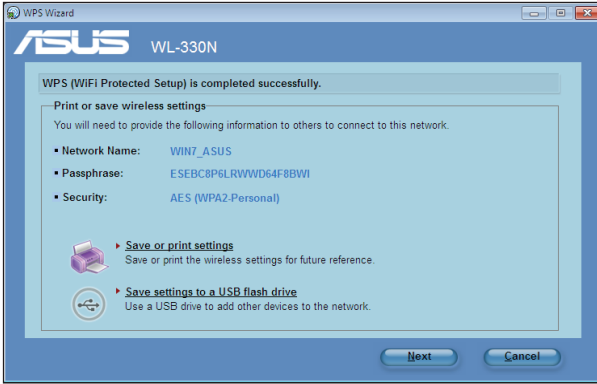 WPS Wizard
ASUS WL-330N
WPS (WiFi Protected Setup) is completed successfully.
Print or save wireless settings
You will need to provide the following information to others to connect to this network.
▪ Network Name: WIN7_ASUS
▪ Passphrase: ESEBC8P6LRWWD64F8BWI
▪ Security: AES (WPA2-Personal)
Save or print settings
Save or print the wireless settings for future reference.
Save settings to a USB flash drive
Use a USB drive to add other devices to the network.
Next Cancel